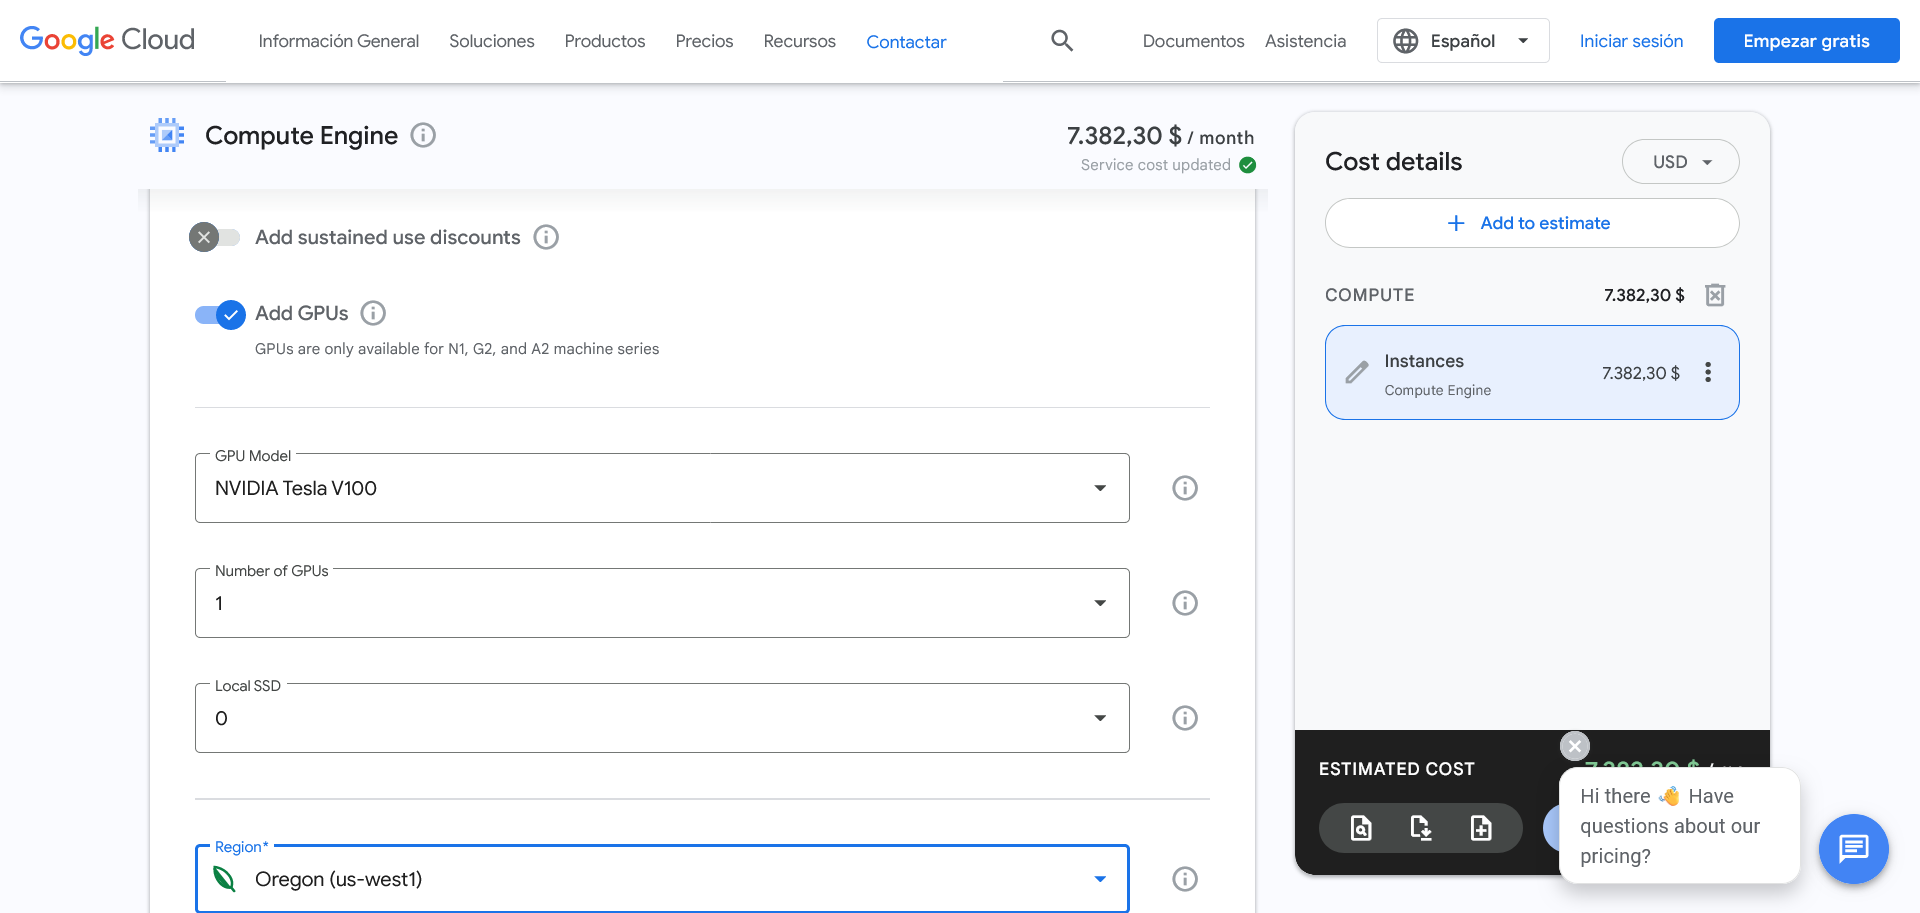 Google Cloud
Información General
Soluciones
Productos
Precios
Recursos
Contactar
Documentos
Asistencia
Español
Iniciar sesión
Empezar gratis
Compute Engine
7.382,30 $ / month
Service cost updated
Add sustained use discounts
Add GPUs
GPUs are only available for N1, G2, and A2 machine series
GPU Model
NVIDIA Tesla V100
Number of GPUs
1
Local SSD
0
Region*
Oregon (us-west1)
Cost details
USD
Add to estimate
COMPUTE
7.382,30 $
Instances
Compute Engine
7.382,30 $
ESTIMATED COST
Hi there 👋 Have
questions about our
pricing?